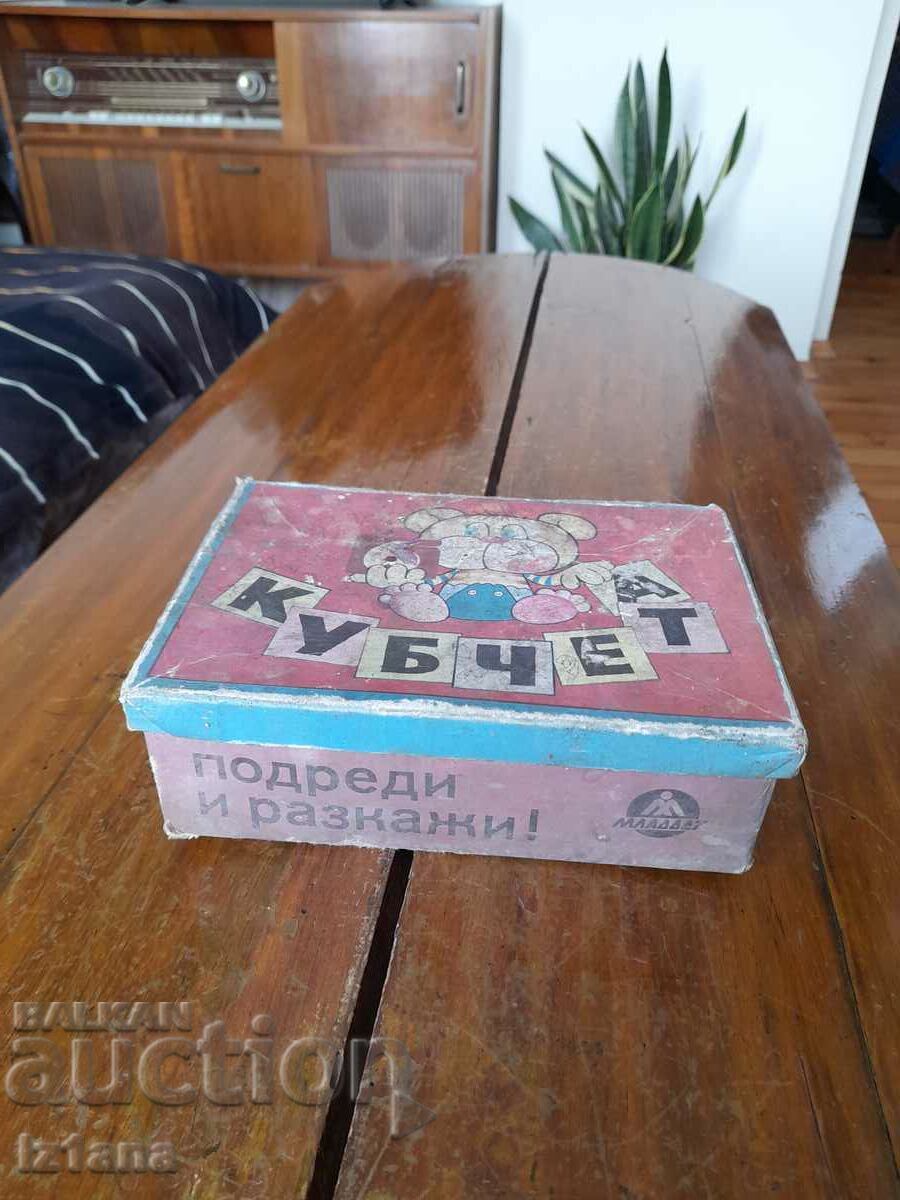 КУБЧЕТА
подреди
и разкажи!
МЛАДОСТ
BALKAN
auction
iz1ana